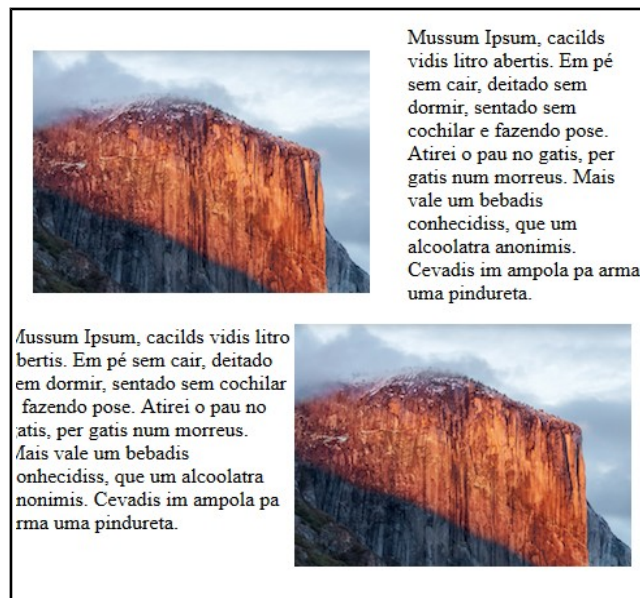 Mussum Ipsum, cacilds
vidis litro abertis. Em pé
sem cair, deitado sem
dormir, sentado sem
cochilar e fazendo pose.
Atirei o pau no gatis, per
gatis num morreus. Mais
vale um bebadis
conhecidiss, que um
alcoolatra anonimis.
Cevadis im ampola pa arma
uma pindureta.
Mussum Ipsum, cacilds vidis litro
bertis. Em pé sem cair, deitado
em dormir, sentado sem cochilar
fazendo pose. Atirei o pau no
gatis, per gatis num morreus.
Mais vale um bebadis
onhecidiss, que um alcoolatra
nonimis. Cevadis im ampola pa
rma uma pindureta.